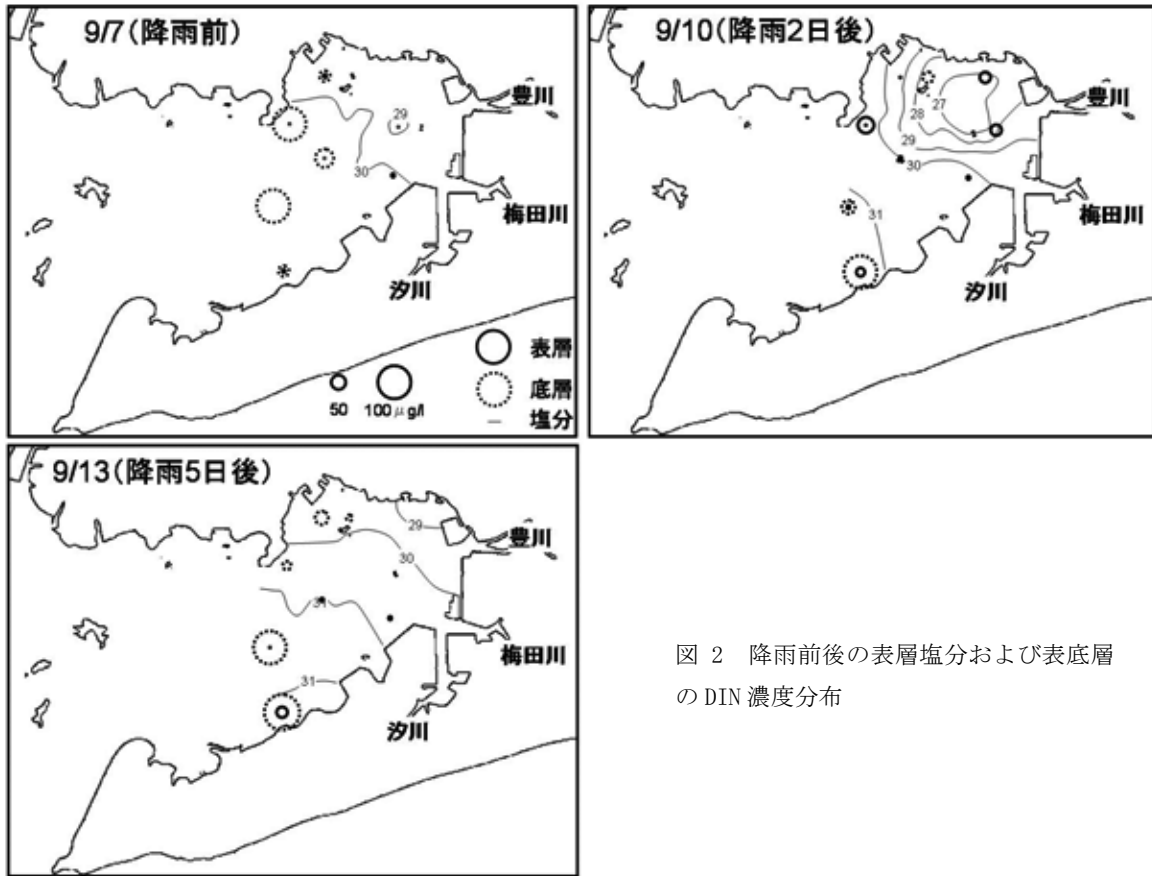 9/7(降雨前)
29
30
豊川
梅田川
汐川
表層
底層
塩分
50 100μg/l
9/10(降雨2日後)
27
28
29
30
31
豊川
梅田川
汐川
9/13(降雨5日後)
29
30
31
31
豊川
梅田川
汐川
図 2 降雨前後の表層塩分および表底層
の DIN 濃度分布